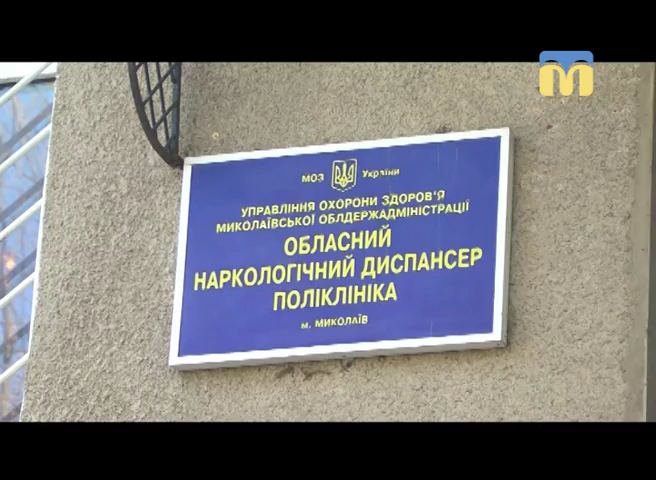 МОЗ України
УПРАВЛІННЯ ОХОРОНИ ЗДОРОВ'Я
МИКОЛАЇВСЬКОЇ ОБЛДЕРЖАДМІНІСТРАЦІЇ
ОБЛАСНИЙ
НАРКОЛОГІЧНИЙ ДИСПАНСЕР
ПОЛІКЛІНІКА
м. МИКОЛАЇВ